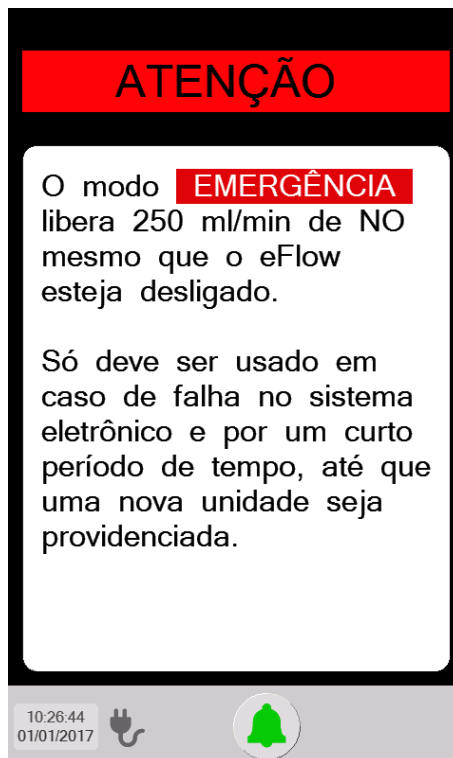 ATENÇÃO
O modo EMERGÊNCIA
libera 250 ml/min de NO
mesmo que o eFlow
esteja desligado.
Só deve ser usado em
caso de falha no sistema
eletrônico e por um curto
período de tempo, até que
uma nova unidade seja
providenciada.
10:26:44
01/01/2017